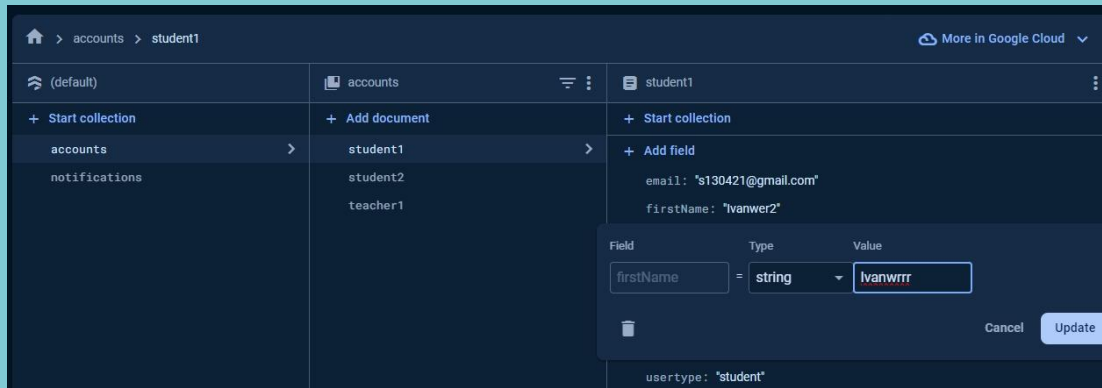 > accounts > student1
More in Google Cloud
(default)
accounts
student1
+ Start collection
+ Add document
+ Start collection
accounts
student1
+ Add field
notifications
student2
email: "s130421@gmail.com"
teacher1
firstName: "Ivanwer2"
Field
Type
Value
firstName
=
string
Ivanwrrr
Cancel
Update
usertype: "student"